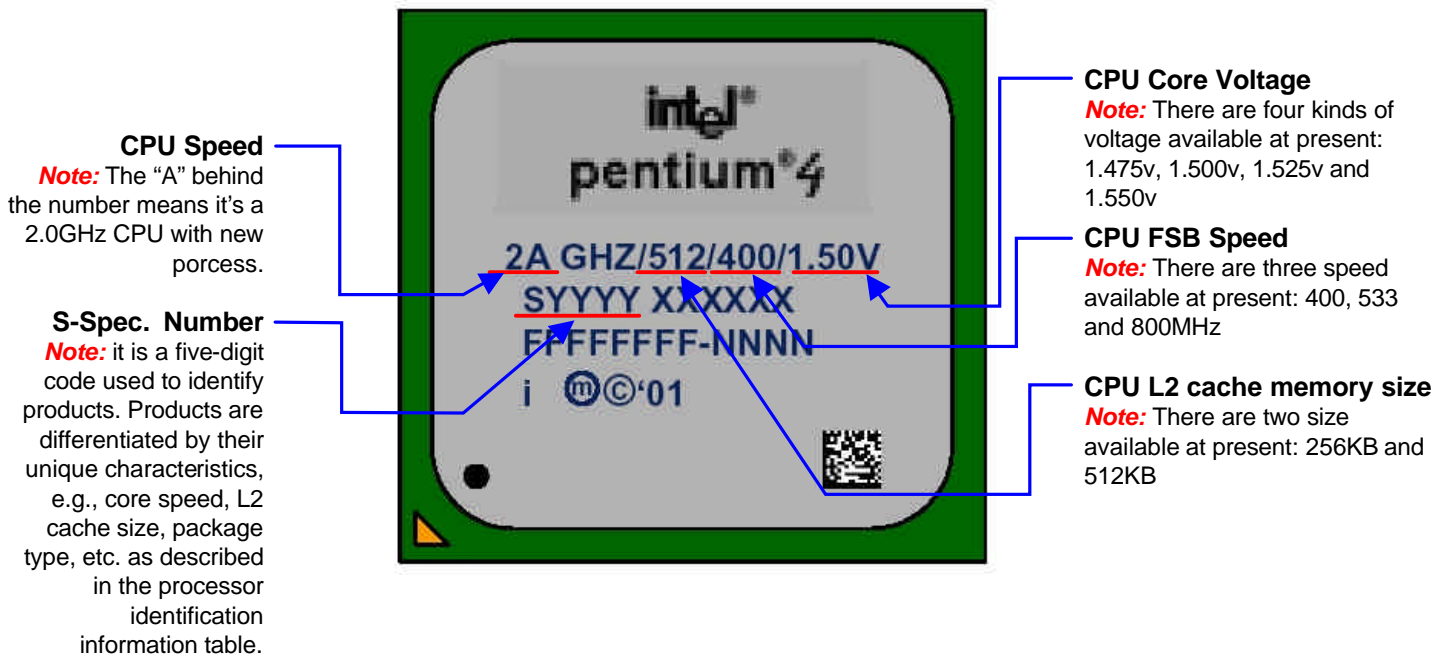 CPU Speed
Note: The “A” behind
the number means it’s a
2.0GHz CPU with new
porcess.
S-Spec. Number
Note: it is a five-digit
code used to identify
products. Products are
differentiated by their
unique characteristics,
e.g., core speed, L2
cache size, package
type, etc. as described
in the processor
identification
information table.
intel®
pentium®4
2A GHZ/512/400/1.50V
SYYYY XXXXXX
FFFFFFFF-NNNN
i ⓜ©‘01
CPU Core Voltage
Note: There are four kinds of
voltage available at present:
1.475v, 1.500v, 1.525v and
1.550v
CPU FSB Speed
Note: There are three speed
available at present: 400, 533
and 800MHz
CPU L2 cache memory size
Note: There are two size
available at present: 256KB and
512KB